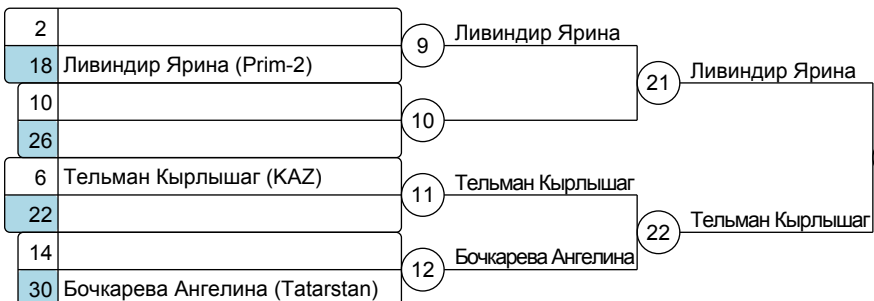 2
18 Ливиндир Ярина (Prim-2)
10
26
6 Тельман Кырлышаг (KAZ)
22
14
30 Бочкарева Ангелина (Tatarstan)
9 Ливиндир Ярина
10
11 Тельман Кырлышаг
12 Бочкарева Ангелина
21 Ливиндир Ярина
22 Тельман Кырлышаг